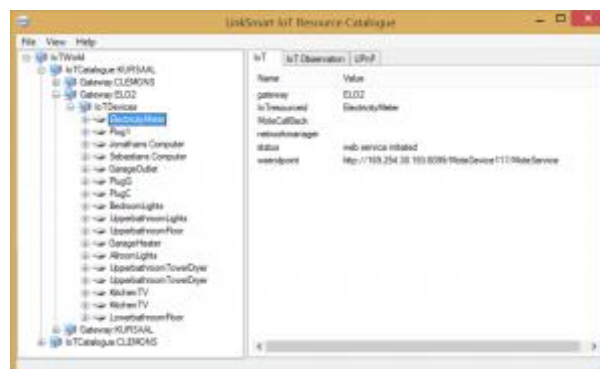 LinkSmart IoT Resource Catalogue
File View Help
IoTWorld
IoTCatalogue:KURSAAL
Gateway:CLEMONS
Gateway:ELO2
IoTDevices
ElectricityMeter
Plug1
Jonathans Computer
Sebastians Computer
GarageOutlet
PlugG
PlugC
BedroomLights
UpperbathroomLights
UpperbathroomFloor
GarageHeater
AlroomLights
UpperbathroomTowelDryer
UpperbathroomTowelDryer
KitchenTV
KitchenTV
LowerbathroomFloor
Gateway:KURSAAL
IoTCatalogue:CLEMONS
IoT IoT Observation UPnP
Name Value
gateway ELO2
IoTresourceid ElectricityMeter
MoteCallBack
networkmanager
status web service initiated
wsendpoint